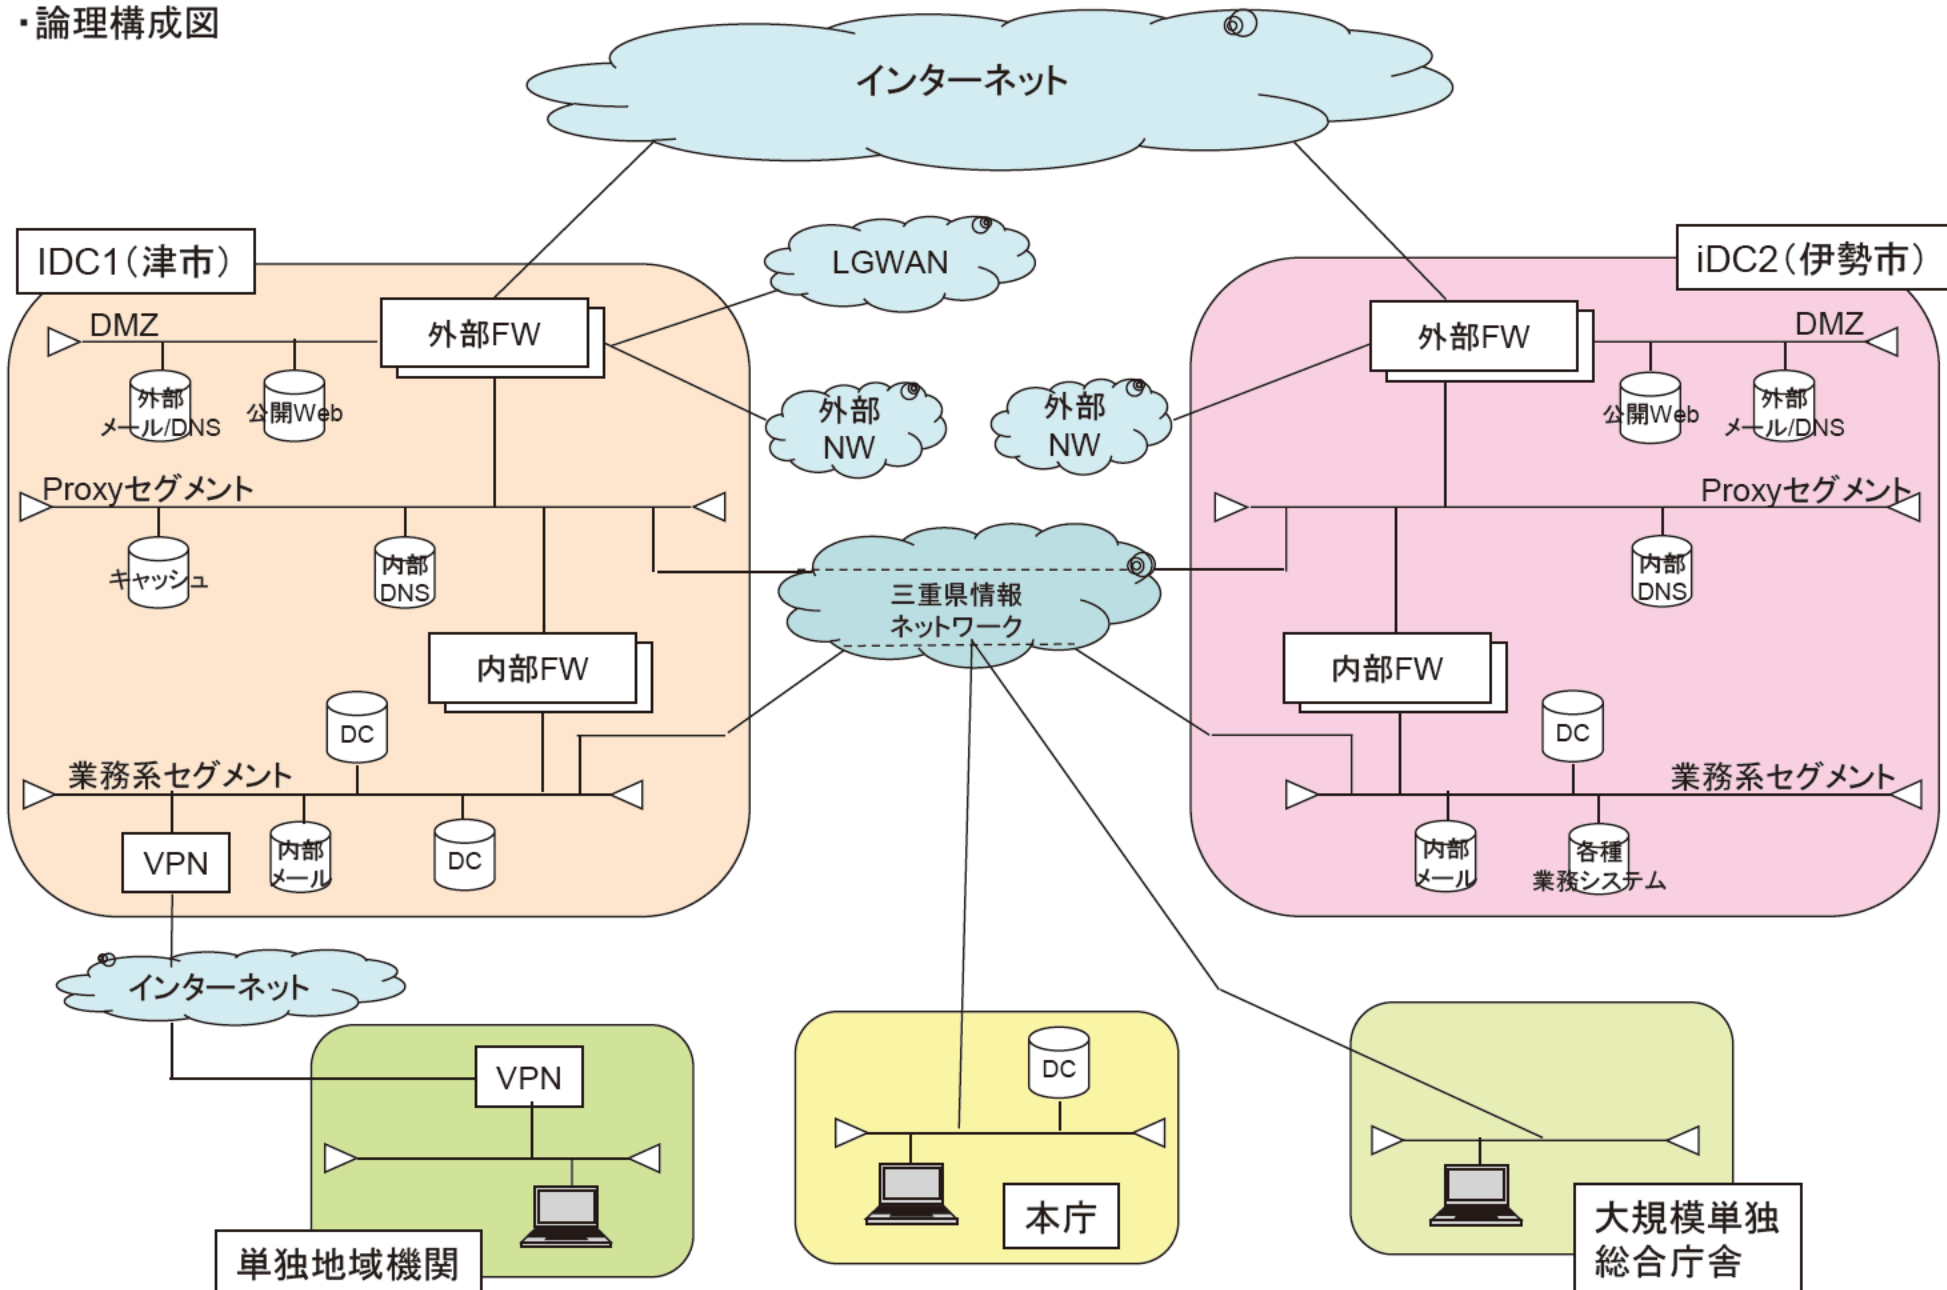 ・論理構成図
インターネット
IDC1（津市）
LGWAN
iDC2（伊勢市）
DMZ
外部FW
外部FW
DMZ
外部
メール/DNS
公開Web
外部
NW
外部
NW
公開Web
外部
メール/DNS
Proxyセグメント
Proxyセグメント
キャッシュ
内部
DNS
三重県情報
ネットワーク
内部
DNS
内部FW
内部FW
DC
DC
業務系セグメント
業務系セグメント
VPN
内部
メール
DC
内部
メール
各種
業務システム
インターネット
VPN
DC
単独地域機関
本庁
大規模単独
総合庁舎